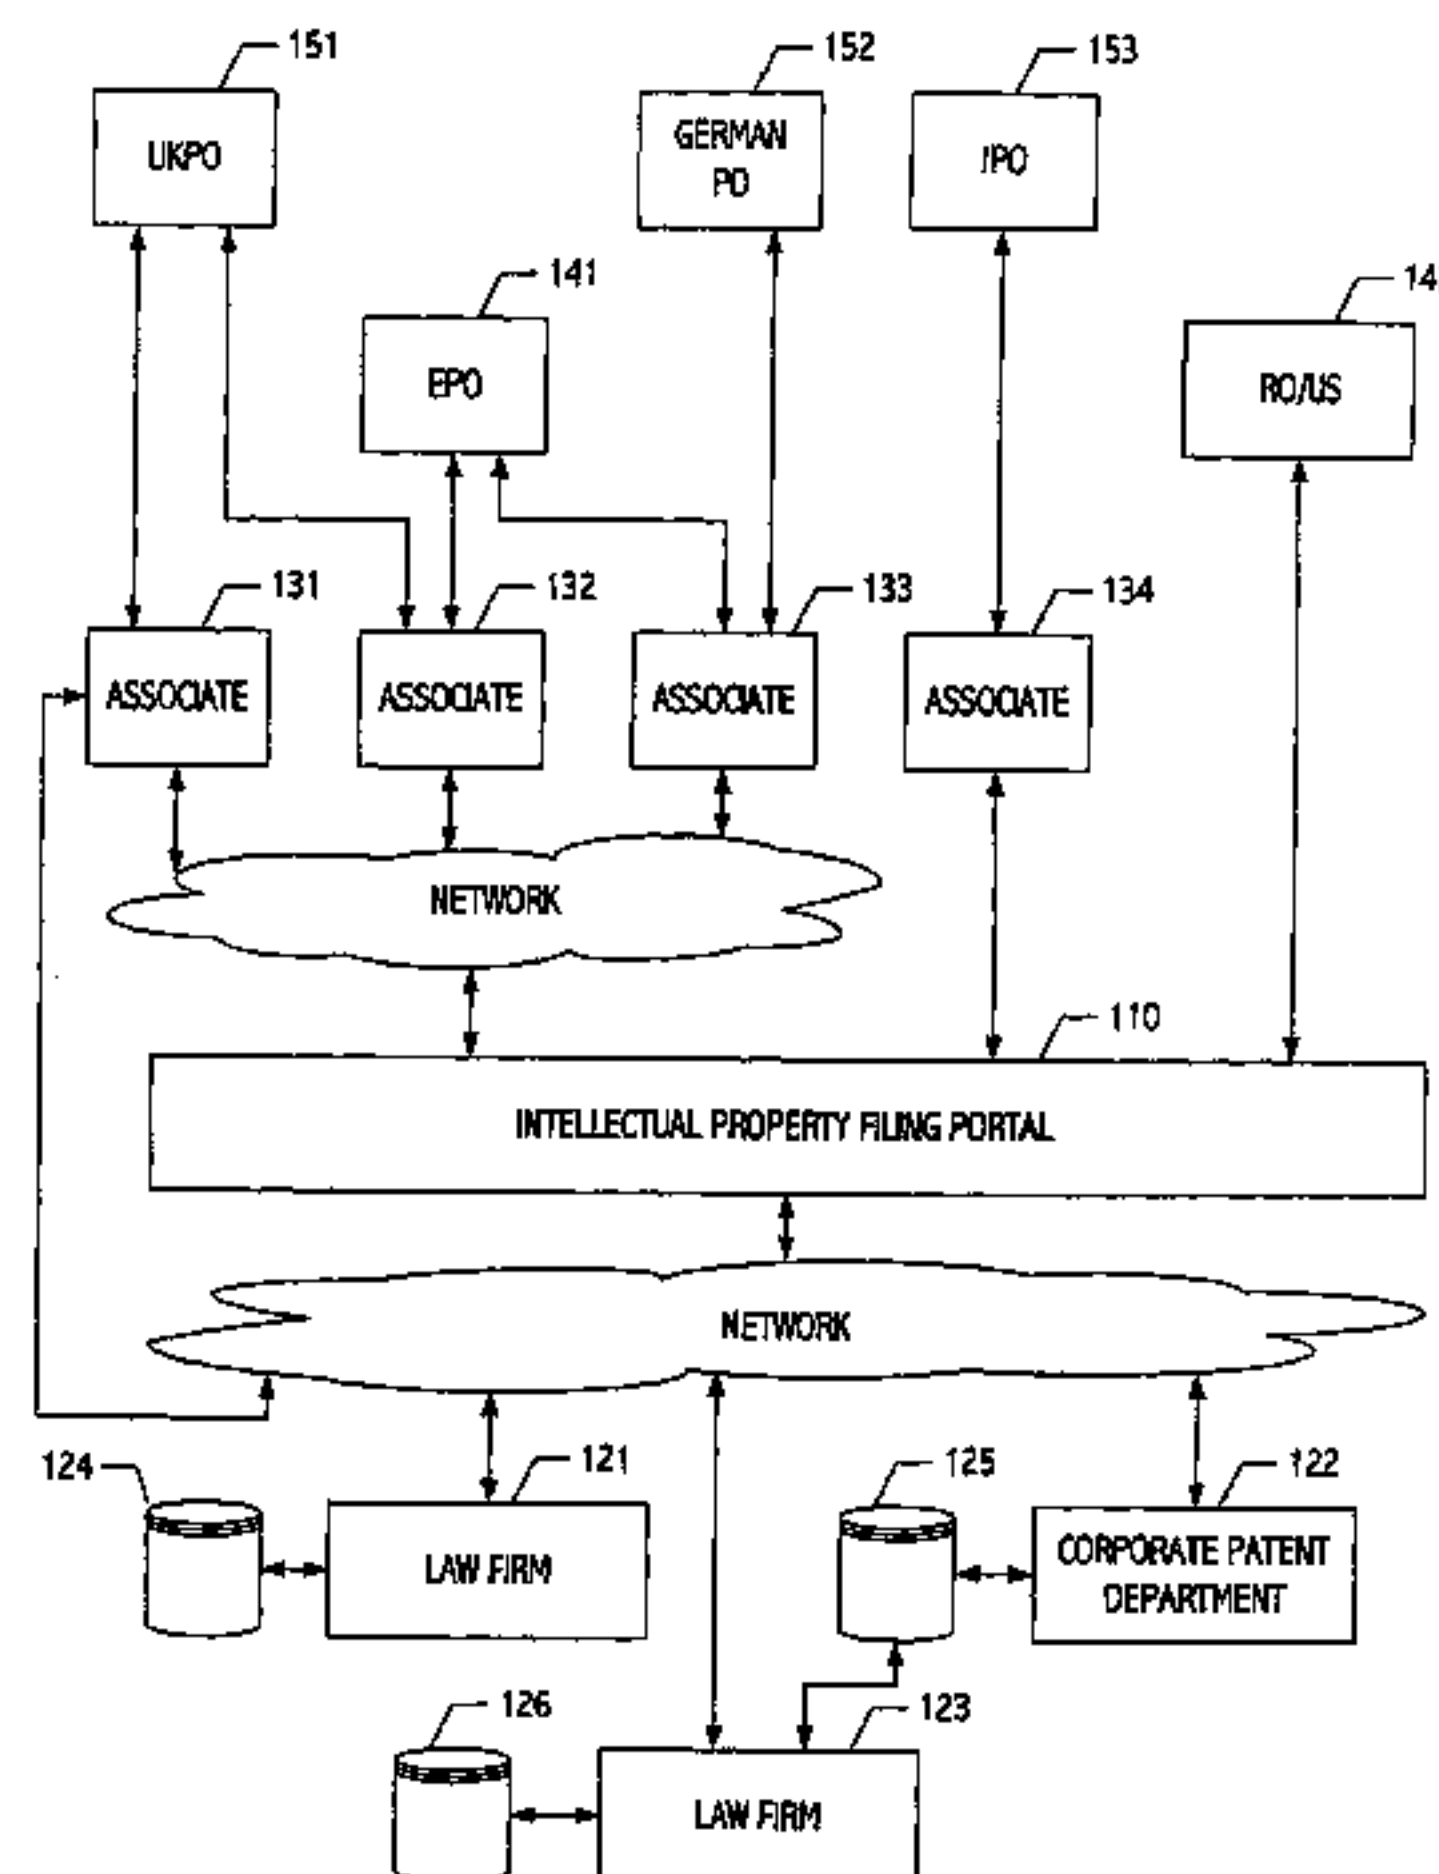 151
152
153
UKPO
GERMAN
PO
JPO
141
14
EPO
RO/US
131
132
133
134
ASSOCIATE
ASSOCIATE
ASSOCIATE
ASSOCIATE
NETWORK
110
INTELLECTUAL PROPERTY FILING PORTAL
NETWORK
124
121
125
122
LAW FIRM
CORPORATE PATENT
DEPARTMENT
126
123
LAW FIRM